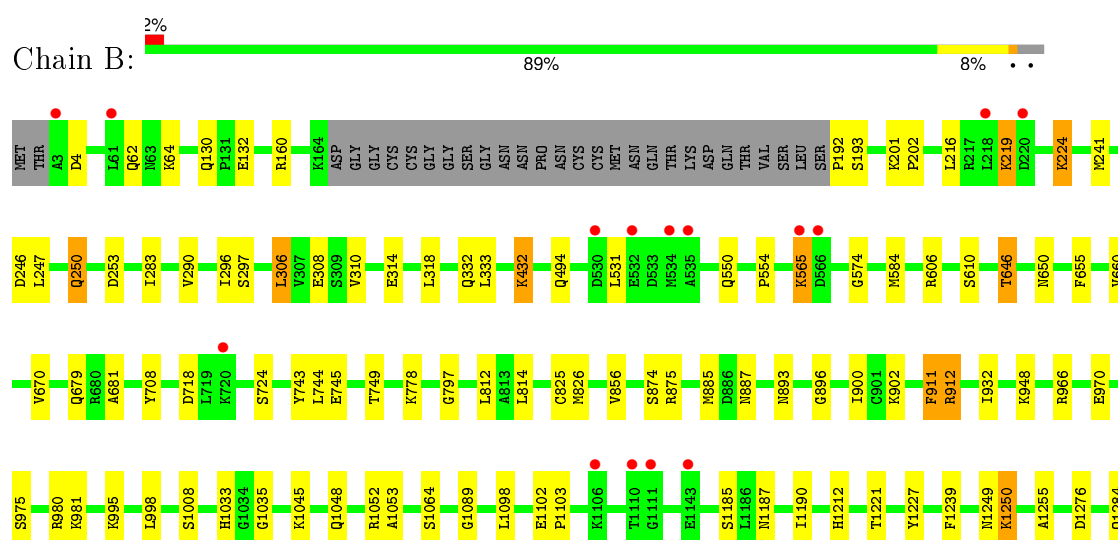 2%
Chain B:
89% 8% • •
MET THR A3 D4 L61 Q62 N63 K64 Q130 P131 E132 R160 K164 ASP GLY GLY CYS CYS GLY GLY SER GLY ASN ASN PRO ASN CYS CYS MET ASN GLN THR LYS ASP GLN THR VAL SER LEU SER P192 S193 K201 P202 L216 R217 L218 K219 D220 K224 M241
D246 L247 Q250 D253 I283 V290 I296 S297 L306 V307 E308 S309 V310 E314 L318 Q332 L333 K432 Q494 D530 L531 E532 D533 M534 A535 Q550 P554 K565 D566 G574 M584 R606 S610 T646 N650 F655 V660
V670 Q679 R680 A681 Y708 D718 L719 K720 S724 Y743 L744 E745 T749 K778 G797 L812 A813 L814 C825 M826 V856 S874 R875 M885 D886 N887 N893 G896 I900 C901 K902 F911 R912 I932 K948 R966 E970
S975 R980 K981 K995 L998 S1008 H1033 G1034 G1035 K1045 Q1048 R1052 A1053 S1064 G1089 L1098 E1102 P1103 K1106 T1110 G1111 E1143 S1185 L1186 N1187 I1190 H1212 T1221 Y1227 F1239 N1249 K1250 A1255 D1276